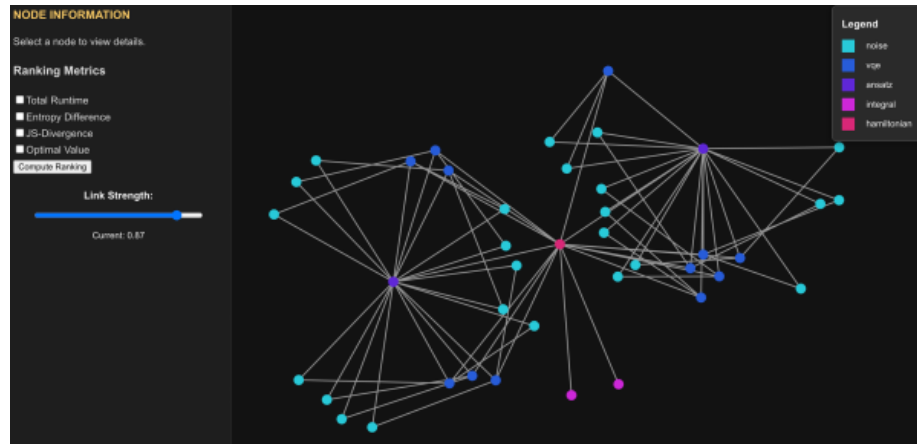 NODE INFORMATION
Select a node to view details.
Ranking Metrics
Total Runtime
Entropy Difference
JS-Divergence
Optimal Value
Compute Ranking
Link Strength:
Current: 0.87
Legend
noise
vqe
ansatz
integral
hamiltonian